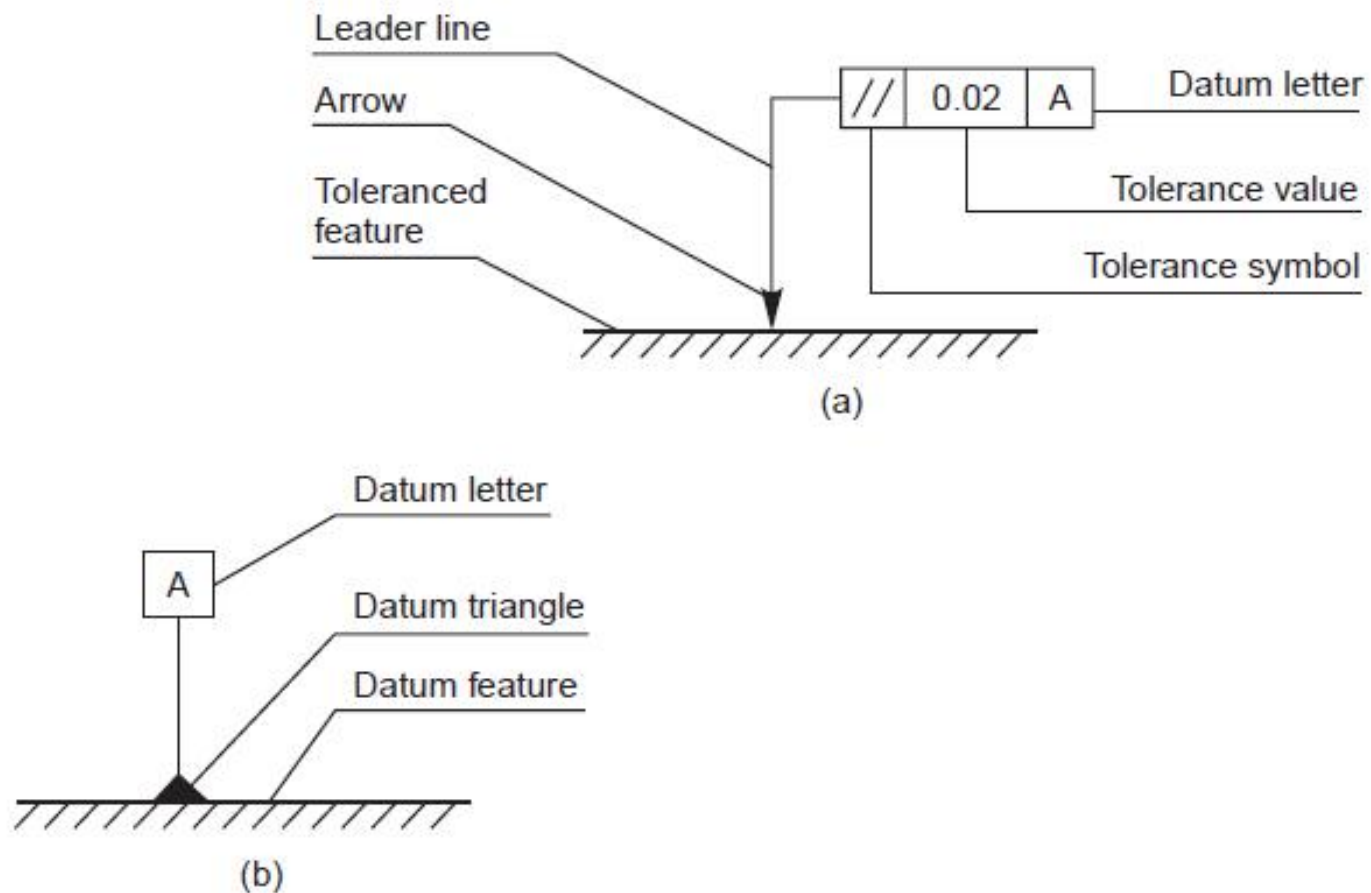 Leader line
Arrow
Toleranced
feature
// 0.02 A
Datum letter
Tolerance value
Tolerance symbol
(a)
Datum letter
A
Datum triangle
Datum feature
(b)